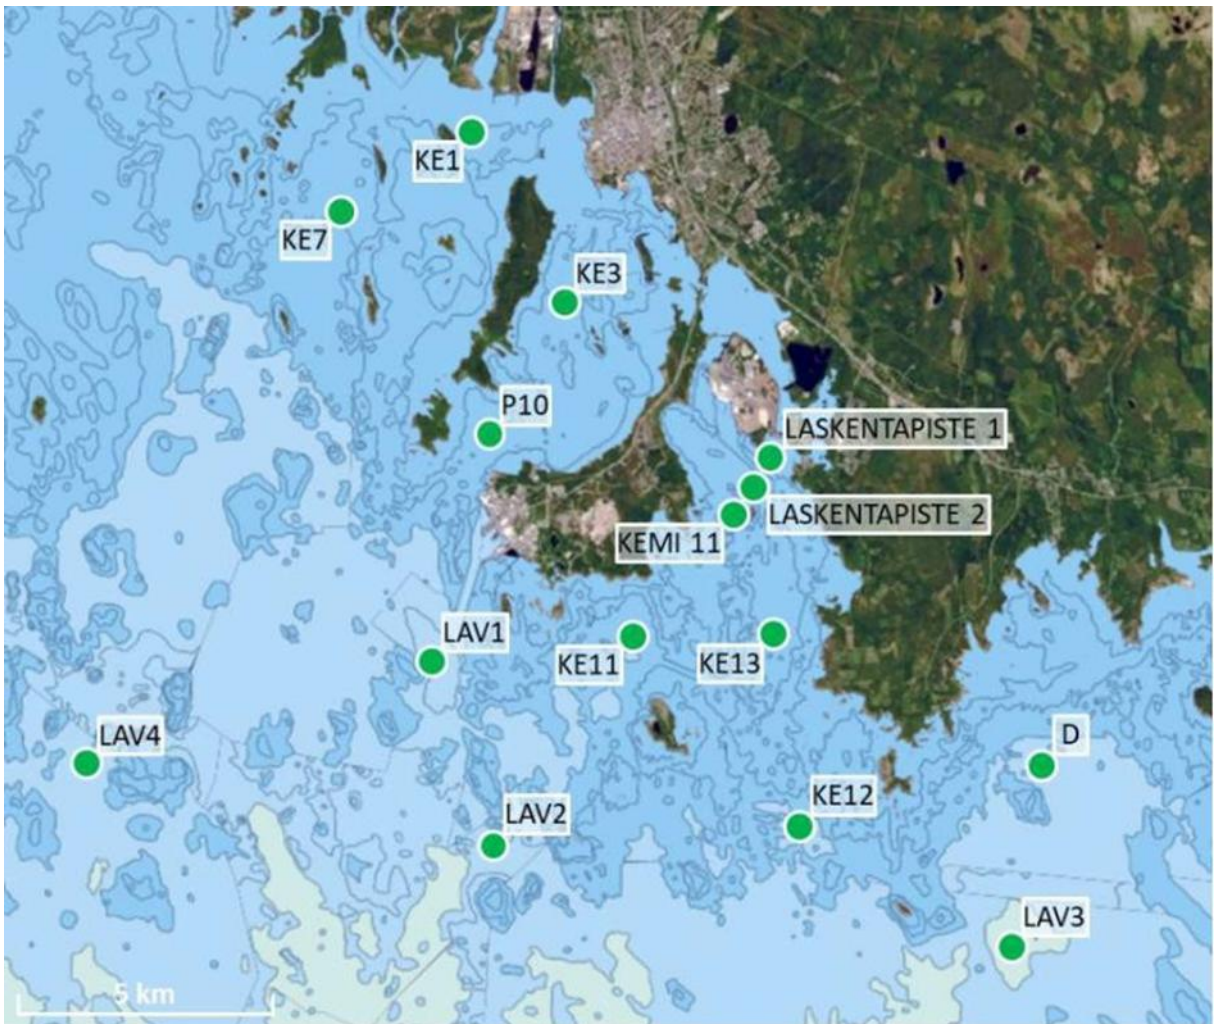 KE1
KE7
KE3
P10
LASKENTAPISTE 1
LASKENTAPISTE 2
KEMI 11
LAV1
KE11
KE13
LAV4
D
KE12
LAV2
LAV3
5 km